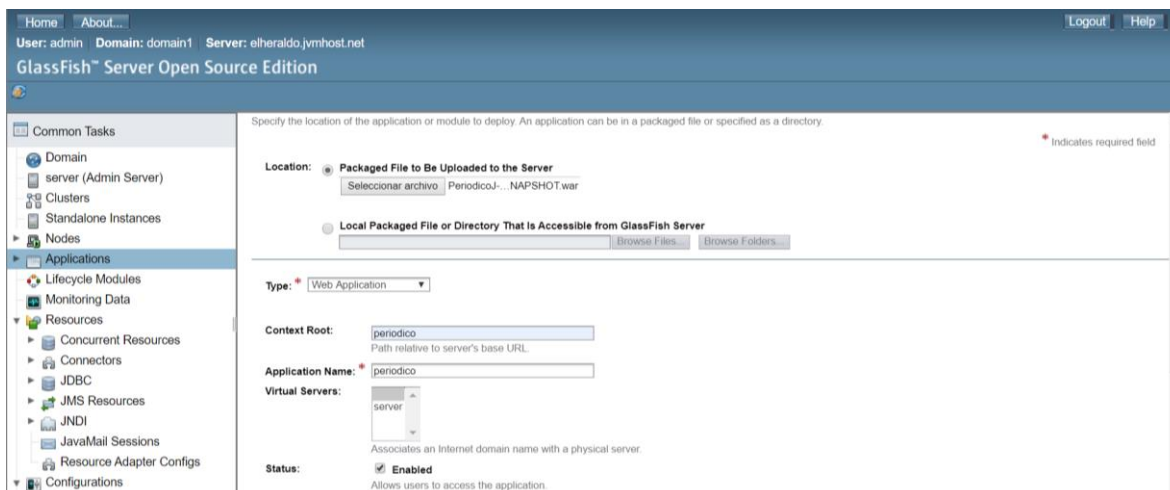 Home About... Logout Help
User: admin Domain: domain1 Server: elheraldo.jvmhost.net
GlassFish™ Server Open Source Edition
Common Tasks
Domain
server (Admin Server)
Clusters
Standalone Instances
Nodes
Applications
Lifecycle Modules
Monitoring Data
Resources
Concurrent Resources
Connectors
JDBC
JMS Resources
JNDI
JavaMail Sessions
Resource Adapter Configs
Configurations
Specify the location of the application or module to deploy. An application can be in a packaged file or specified as a directory.
* Indicates required field
Location: Packaged File to Be Uploaded to the Server
Seleccionar archivo PeriodicoJ-...NAPSHOT.war
Local Packaged File or Directory That Is Accessible from GlassFish Server
Browse Files... Browse Folders...
Type: * Web Application
Context Root: periodico
Path relative to server's base URL.
Application Name: * periodico
Virtual Servers:
server
Associates an Internet domain name with a physical server.
Status: Enabled
Allows users to access the application.